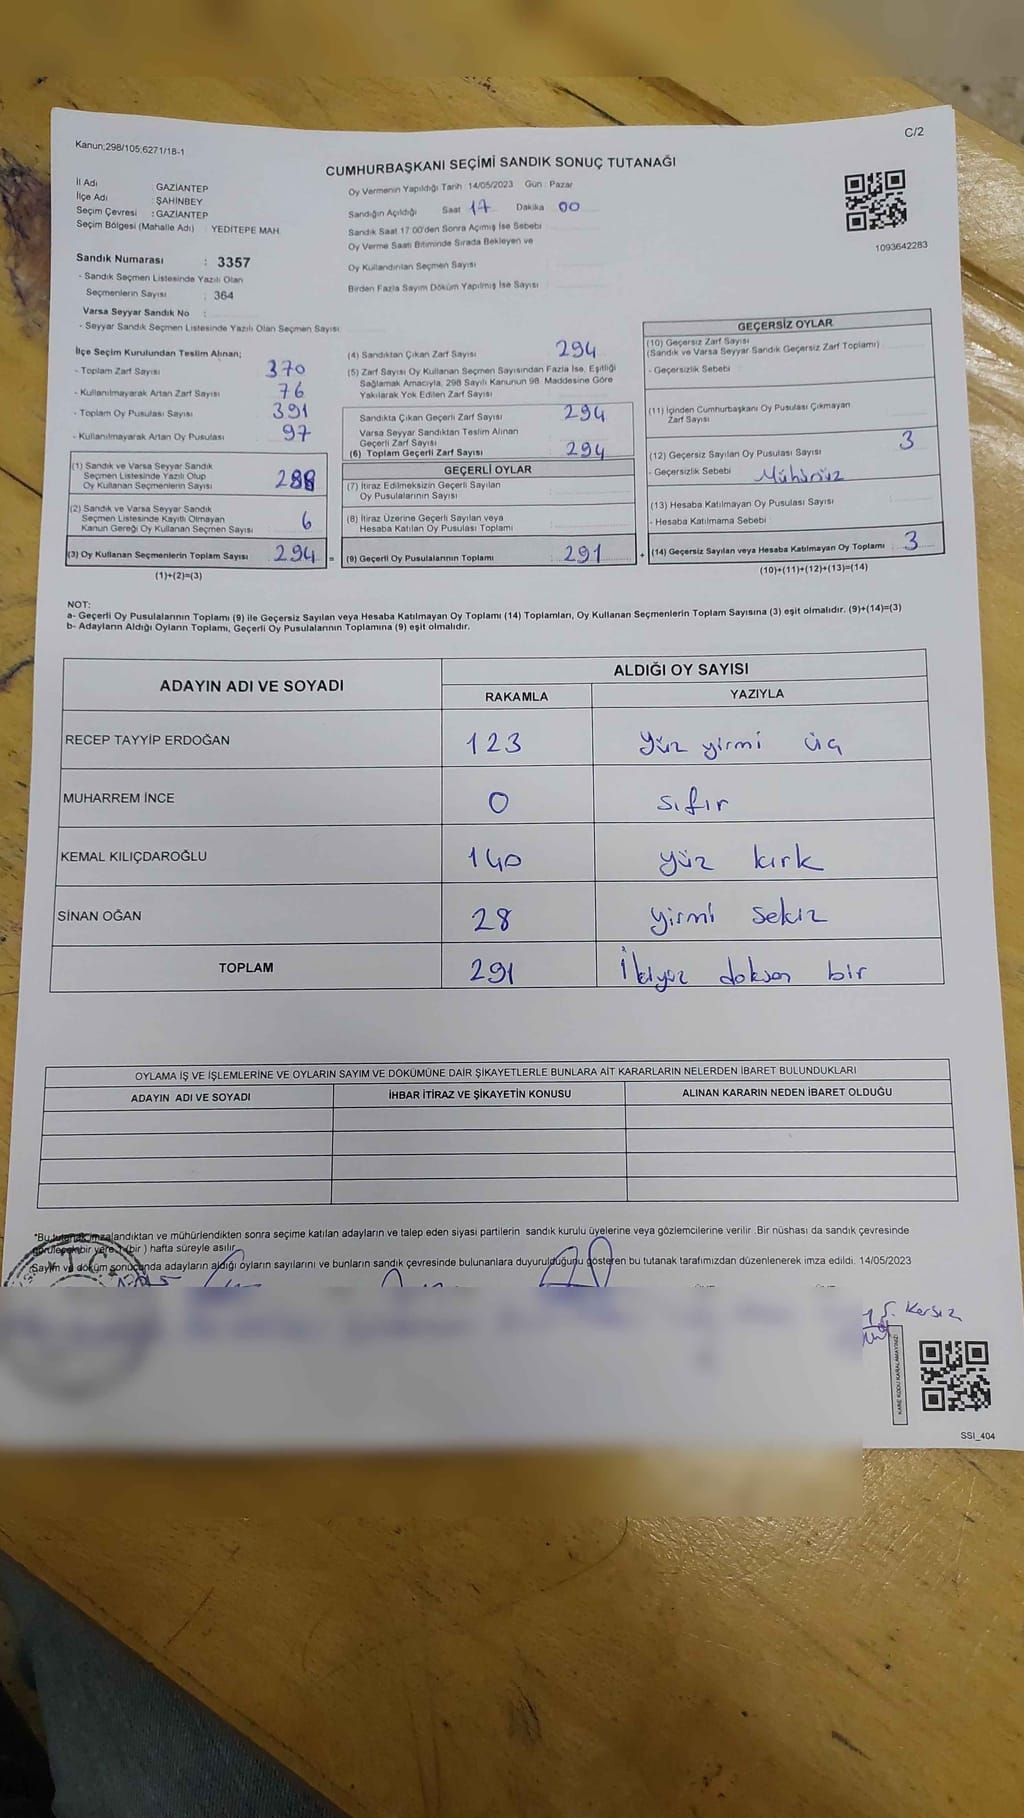 Kanun;298/105,6271/18-1
C/2
CUMHURBAŞKANI SEÇİMİ SANDIK SONUÇ TUTANAĞI
İl Adı : GAZİANTEP
İlçe Adı : ŞAHİNBEY
Seçim Çevresi : GAZİANTEP
Seçim Bölgesi (Mahalle Adı) : YEDİTEPE MAH.
Oy Vermenin Yapıldığı Tarih : 14/05/2023 Gün : Pazar
Sandığın Açıldığı Saat 17 Dakika 00
Sandık Saat 17:00'den Sonra Açımış İse Sebebi
Oy Verme Saati Bitiminde Sırada Bekleyen ve
Oy Kullandırılan Seçmen Sayısı
Birden Fazla Sayım Döküm Yapılmış İse Sayısı
1093642283
Sandık Numarası : 3357
- Sandık Seçmen Listesinde Yazılı Olan
Seçmenlerin Sayısı : 364
Varsa Seyyar Sandık No :
- Seyyar Sandık Seçmen Listesinde Yazılı Olan Seçmen Sayısı
İlçe Seçim Kurulundan Teslim Alınan;
- Toplam Zarf Sayısı 370
- Kullanılmayarak Artan Zarf Sayısı 76
- Toplam Oy Pusulası Sayısı 391
- Kullanılmayarak Artan Oy Pusulası 97
(1) Sandık ve Varsa Seyyar Sandık
Seçmen Listesinde Yazılı Olup
Oy Kullanan Seçmenlerin Sayısı 288
(2) Sandık ve Varsa Seyyar Sandık
Seçmen Listesinde Kayıtlı Olmayan
Kanun Gereği Oy Kullanan Seçmen Sayısı 6
(3) Oy Kullanan Seçmenlerin Toplam Sayısı 294 =
(1)+(2)=(3)
(4) Sandıktan Çıkan Zarf Sayısı 294
(5) Zarf Sayısı Oy Kullanan Seçmen Sayısından Fazla İse, Eşitliği
Sağlamak Amacıyla, 298 Sayılı Kanunun 98. Maddesine Göre
Yakılarak Yok Edilen Zarf Sayısı
Sandıkta Çıkan Geçerli Zarf Sayısı 294
Varsa Seyyar Sandıktan Teslim Alınan
Geçerli Zarf Sayısı
(6) Toplam Geçerli Zarf Sayısı 294
GEÇERLİ OYLAR
(7) İtiraz Edilmeksizin Geçerli Sayılan
Oy Pusulalarının Sayısı
(8) İtiraz Üzerine Geçerli Sayılan veya
Hesaba Katılan Oy Pusulası Toplamı
(9) Geçerli Oy Pusulalarının Toplamı 291 +
GEÇERSİZ OYLAR
(10) Geçersiz Zarf Sayısı
(Sandık ve Varsa Seyyar Sandık Geçersiz Zarf Toplamı)
- Geçersizlik Sebebi
(11) İçinden Cumhurbaşkanı Oy Pusulası Çıkmayan
Zarf Sayısı
(12) Geçersiz Sayılan Oy Pusulası Sayısı 3
- Geçersizlik Sebebi Mühürsüz
(13) Hesaba Katılmayan Oy Pusulası Sayısı
- Hesaba Katılmama Sebebi
(14) Geçersiz Sayılan veya Hesaba Katılmayan Oy Toplamı 3
(10)+(11)+(12)+(13)=(14)
NOT:
a- Geçerli Oy Pusulalarının Toplamı (9) ile Geçersiz Sayılan veya Hesaba Katılmayan Oy Toplamı (14) Toplamları, Oy Kullanan Seçmenlerin Toplam Sayısına (3) eşit olmalıdır. (9)+(14)=(3)
b- Adayların Aldığı Oyların Toplamı, Geçerli Oy Pusulalarının Toplamına (9) eşit olmalıdır.
ADAYIN ADI VE SOYADI
ALDIĞI OY SAYISI
RAKAMLA YAZIYLA
RECEP TAYYİP ERDOĞAN 123 Yüz yirmi üç
MUHARREM İNCE 0 sıfır
KEMAL KILIÇDAROĞLU 140 yüz kırk
SİNAN OĞAN 28 yirmi sekiz
TOPLAM 291 İkiyüz doksan bir
OYLAMA İŞ VE İŞLEMLERİNE VE OYLARIN SAYIM VE DÖKÜMÜNE DAİR ŞİKAYETLERLE BUNLARA AİT KARARLARIN NELERDEN İBARET BULUNDUKLARI
ADAYIN ADI VE SOYADI İHBAR İTİRAZ VE ŞİKAYETİN KONUSU ALINAN KARARIN NEDEN İBARET OLDUĞU
*Bu tutanak imzalandıktan ve mühürlendikten sonra seçime katılan adayların ve talep eden siyasi partilerin sandık kurulu üyelerine veya gözlemcilerine verilir .Bir nüshası da sandık çevresinde
görülecek bir yere 1 (bir ) hafta süreyle asılır.
Sayım ve döküm sonucunda adayların aldığı oyların sayılarını ve bunların sandık çevresinde bulunanlara duyurulduğunu gösteren bu tutanak tarafımızdan düzenlenerek imza edildi. 14/05/2023
T.C.
KARE KODU KARALAMAYINIZ!
SSI_404